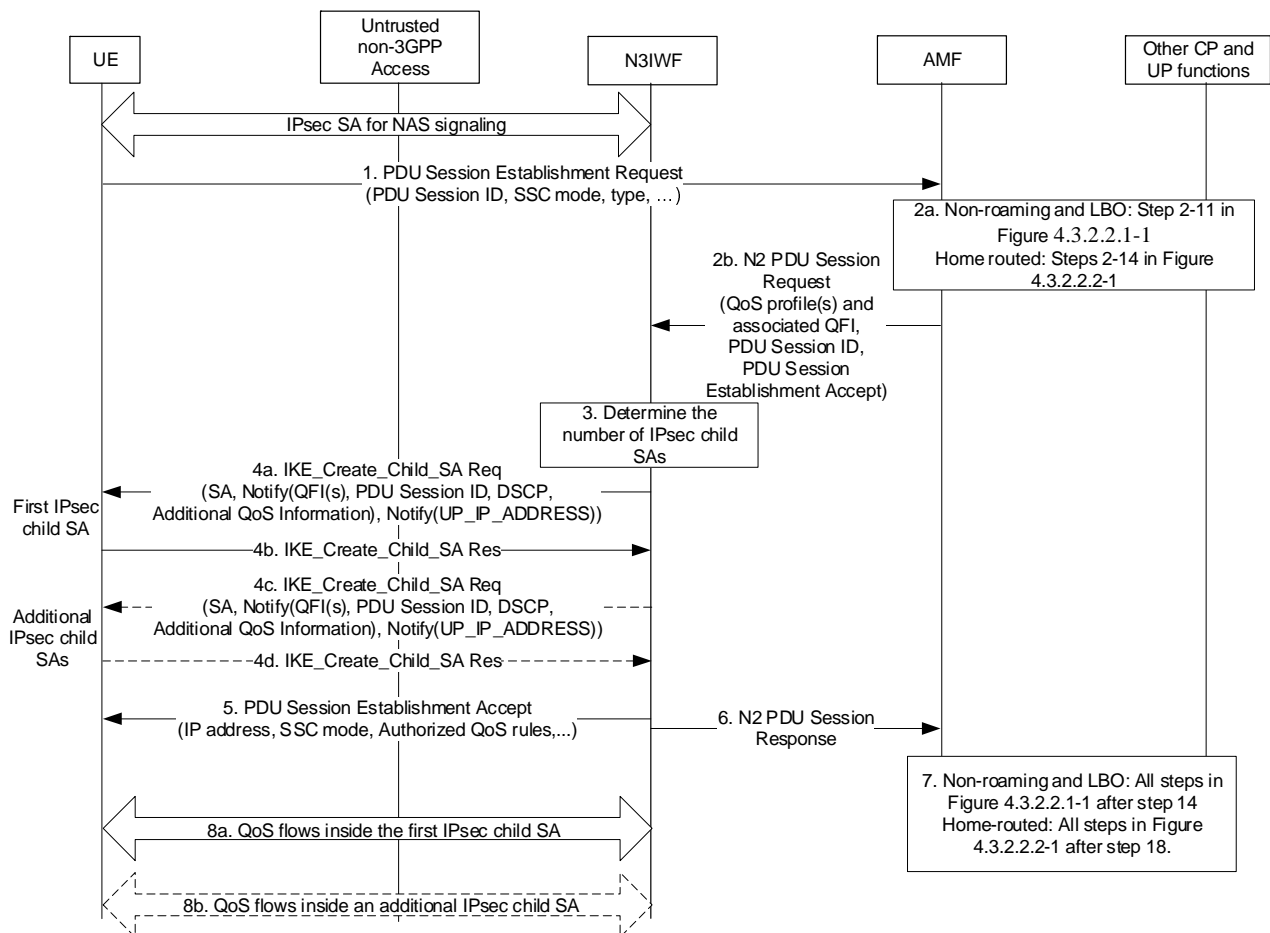 UE
Untrusted
non-3GPP
Access
N3IWF
AMF
Other CP and
UP functions
IPsec SA for NAS signaling
1. PDU Session Establishment Request
(PDU Session ID, SSC mode, type, …)
2a. Non-roaming and LBO: Step 2-11 in
Figure 4.3.2.2.1-1
Home routed: Steps 2-14 in Figure
4.3.2.2.2-1
2b. N2 PDU Session
Request
(QoS profile(s) and
associated QFI,
PDU Session ID,
PDU Session
Establishment Accept)
3. Determine the
number of IPsec child
SAs
4a. IKE_Create_Child_SA Req
(SA, Notify(QFI(s), PDU Session ID, DSCP,
Additional QoS Information), Notify(UP_IP_ADDRESS))
First IPsec
child SA
4b. IKE_Create_Child_SA Res
4c. IKE_Create_Child_SA Req
(SA, Notify(QFI(s), PDU Session ID, DSCP,
Additional QoS Information), Notify(UP_IP_ADDRESS))
Additional
IPsec child
SAs
4d. IKE_Create_Child_SA Res
5. PDU Session Establishment Accept
(IP address, SSC mode, Authorized QoS rules,...)
6. N2 PDU Session
Response
7. Non-roaming and LBO: All steps in
Figure 4.3.2.2.1-1 after step 14
Home-routed: All steps in Figure
4.3.2.2.2-1 after step 18.
8a. QoS flows inside the first IPsec child SA
8b. QoS flows inside an additional IPsec child SA